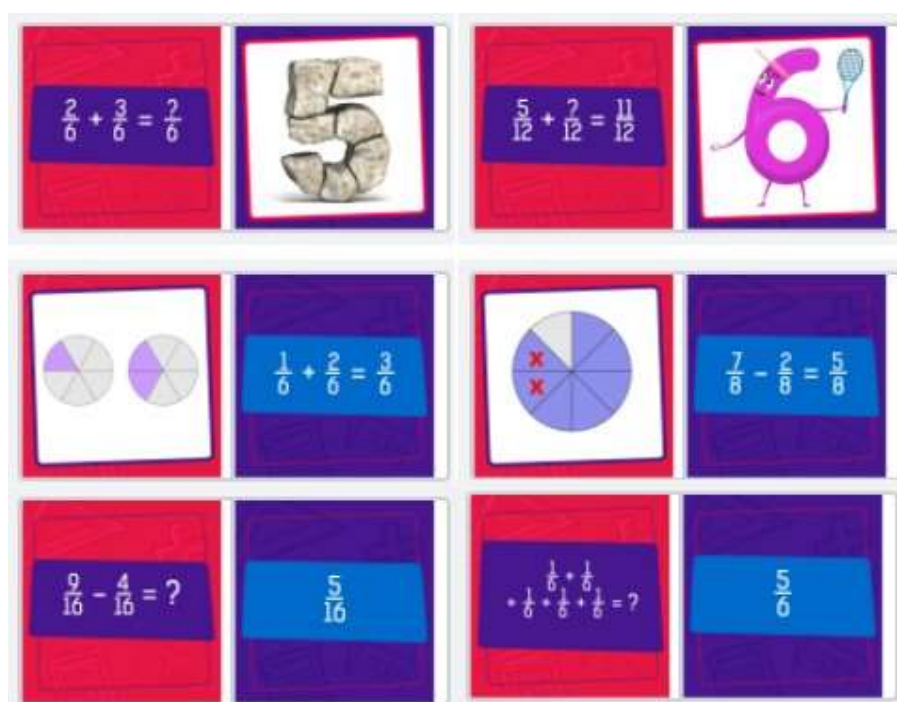 2/6 + 3/6 = ?/6
5
5/12 + ?/12 = 11/12
6
1/6 + 2/6 = 3/6
x
x
7/8 - 2/8 = 5/8
9/16 - 4/16 = ?
5/16
1/6 + 1/6
+ 1/6 + 1/6 + 1/6 = ?
5/6